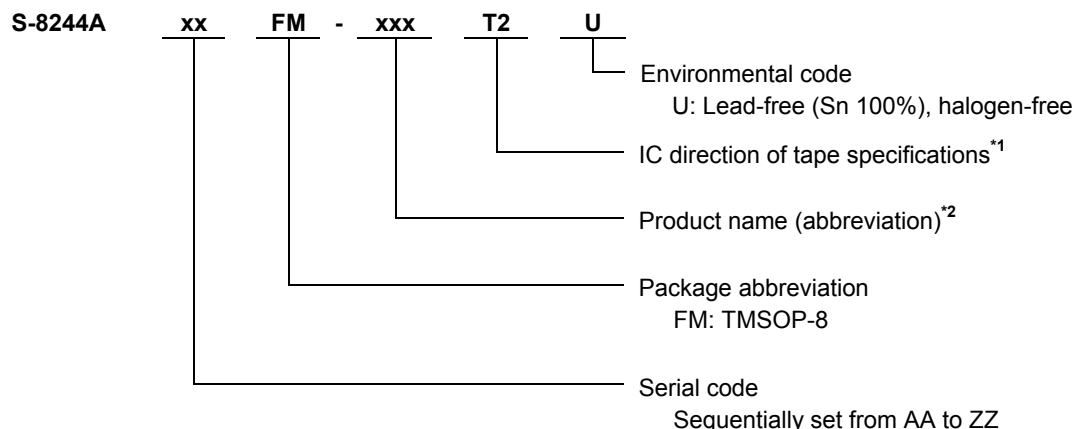 S-8244A xx FM - xxx T2 U
Environmental code
U: Lead-free (Sn 100%), halogen-free
IC direction of tape specifications*1
Product name (abbreviation)*2
Package abbreviation
FM: TMSOP-8
Serial code
Sequentially set from AA to ZZ